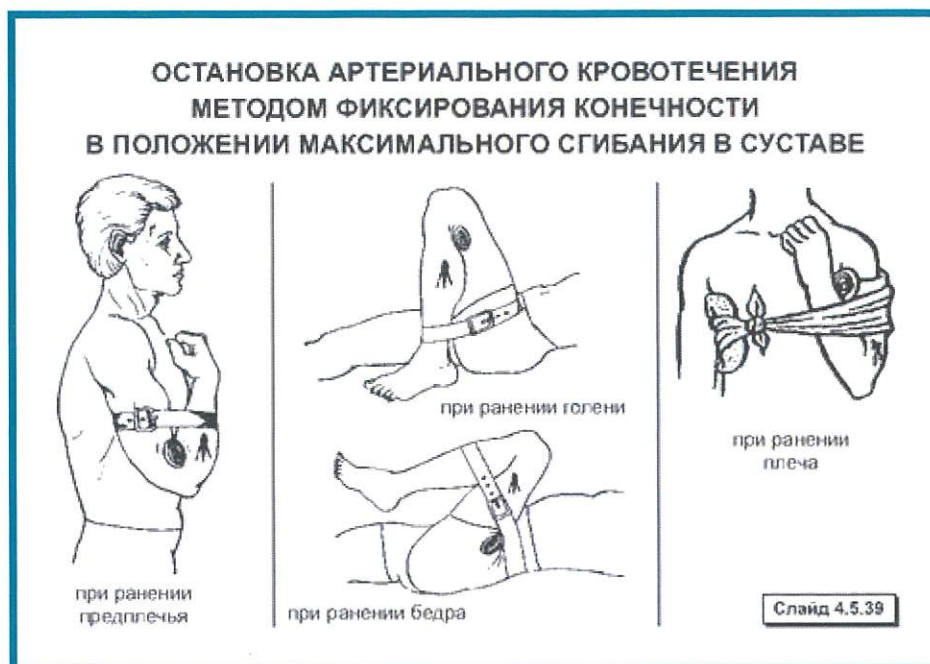 ОСТАНОВКА АРТЕРИАЛЬНОГО КРОВОТЕЧЕНИЯ
МЕТОДОМ ФИКСИРОВАНИЯ КОНЕЧНОСТИ
В ПОЛОЖЕНИИ МАКСИМАЛЬНОГО СГИБАНИЯ В СУСТАВЕ
при ранении
предплечья
при ранении голени
при ранении бедра
при ранении
плеча
Слайд 4.5.39